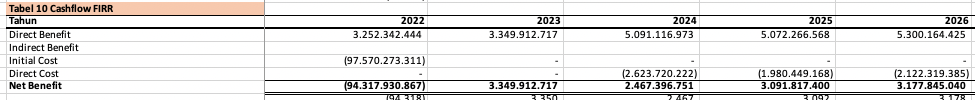 Tabel 10 Cashflow FIRR
Tahun 2022 2023 2024 2025 2026
Direct Benefit 3.252.342.444 3.349.912.717 5.091.116.973 5.072.266.568 5.300.164.425
Indirect Benefit
Initial Cost (97.570.273.311) - - - -
Direct Cost - - (2.623.720.222) (1.980.449.168) (2.122.319.385)
Net Benefit (94.317.930.867) 3.349.912.717 2.467.396.751 3.091.817.400 3.177.845.040
(94.318) 3.350 2.467 3.092 3.178